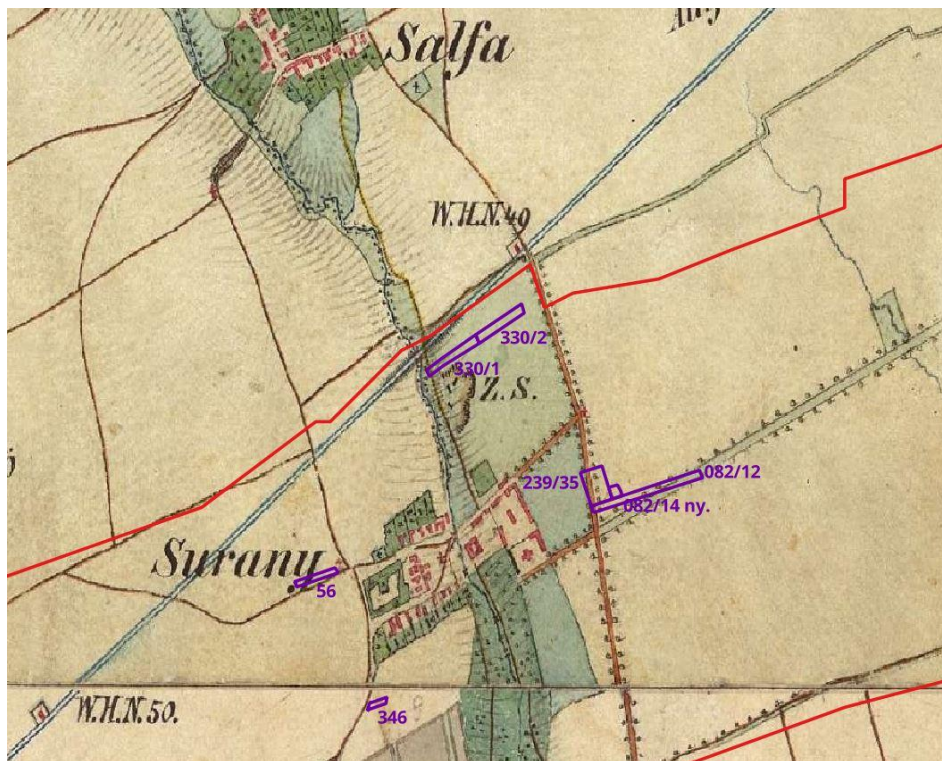 Salfa
W.H.N.49
330/2
330/1
Z.S.
239/35
082/12
082/14 ny.
Surany
56
W.H.N.50.
346